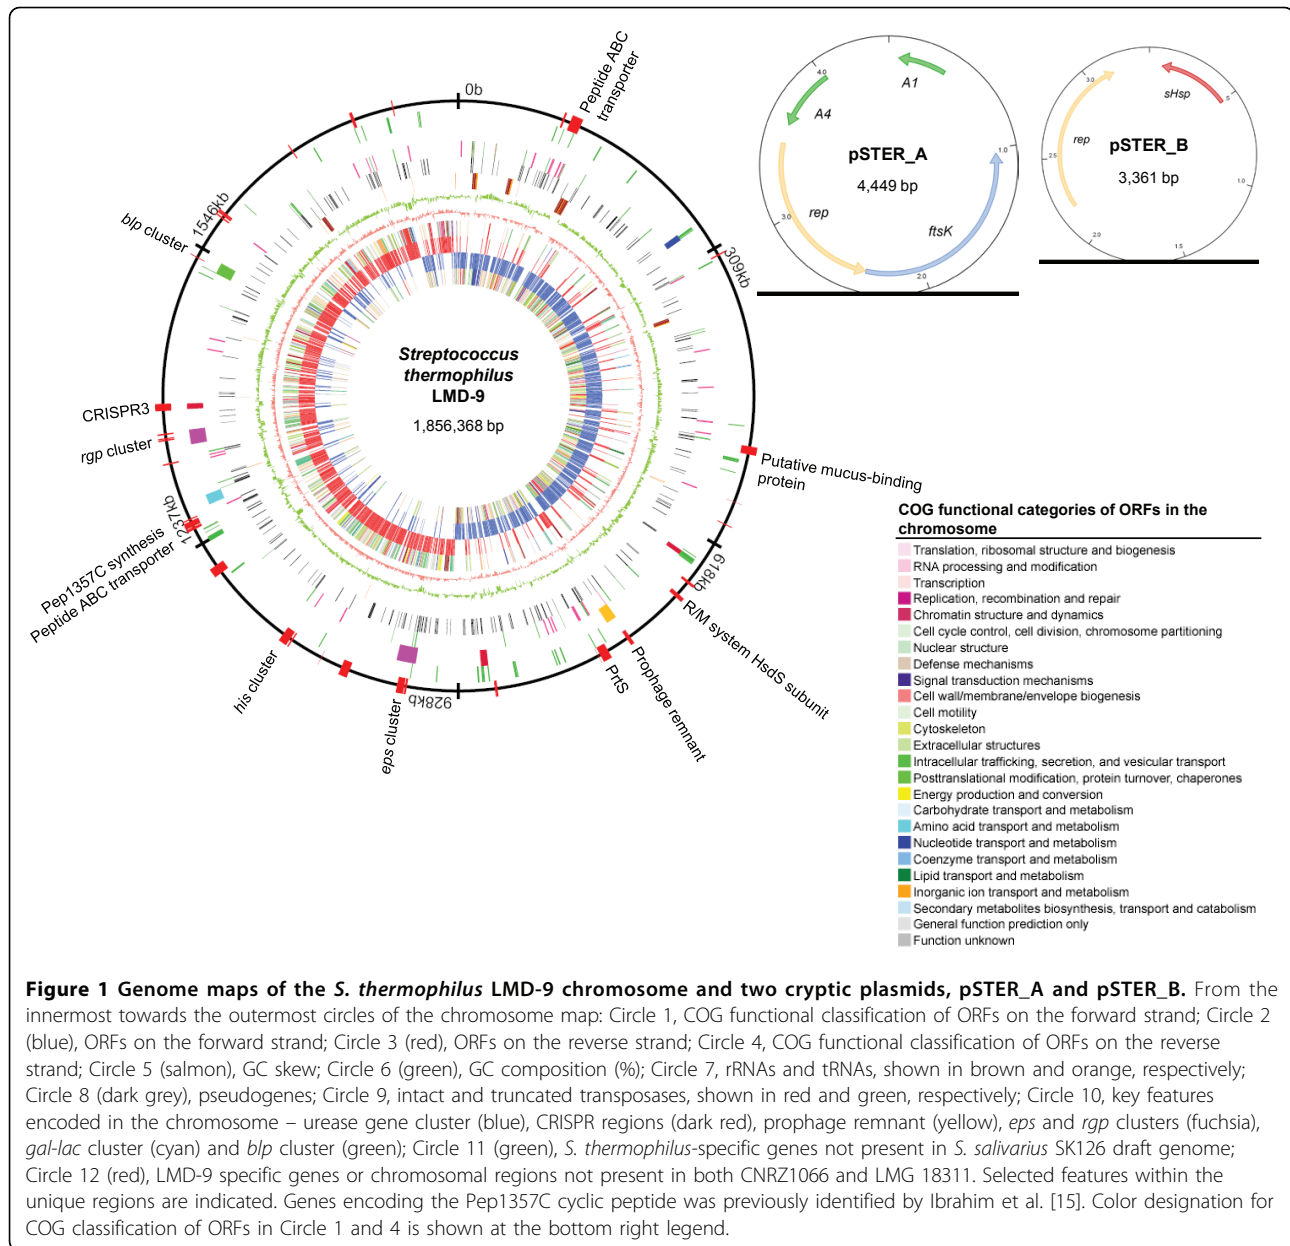 0b
Peptide ABC
transporter
309kb
Putative mucus-binding
protein
618kb
R/M system HsdS subunit
Prophage remnant
PrtS
928kb
eps cluster
his cluster
Peptide ABC transporter
Pep1357C synthesis
1237kb
rgp cluster
CRISPR3
blp cluster
1546kb
Streptococcus
thermophilus
LMD-9
1,856,368 bp
A1
4.0
A4
1.0
pSTER_A
4,449 bp
rep
3.0
ftsK
2.0
3.0
sHsp
.5
rep
pSTER_B
2.5
3,361 bp
1.0
2.0
1.5
COG functional categories of ORFs in the
chromosome
Translation, ribosomal structure and biogenesis
RNA processing and modification
Transcription
Replication, recombination and repair
Chromatin structure and dynamics
Cell cycle control, cell division, chromosome partitioning
Nuclear structure
Defense mechanisms
Signal transduction mechanisms
Cell wall/membrane/envelope biogenesis
Cell motility
Cytoskeleton
Extracellular structures
Intracellular trafficking, secretion, and vesicular transport
Posttranslational modification, protein turnover, chaperones
Energy production and conversion
Carbohydrate transport and metabolism
Amino acid transport and metabolism
Nucleotide transport and metabolism
Coenzyme transport and metabolism
Lipid transport and metabolism
Inorganic ion transport and metabolism
Secondary metabolites biosynthesis, transport and catabolism
General function prediction only
Function unknown
Figure 1 Genome maps of the S. thermophilus LMD-9 chromosome and two cryptic plasmids, pSTER_A and pSTER_B. From the
innermost towards the outermost circles of the chromosome map: Circle 1, COG functional classification of ORFs on the forward strand; Circle 2
(blue), ORFs on the forward strand; Circle 3 (red), ORFs on the reverse strand; Circle 4, COG functional classification of ORFs on the reverse
strand; Circle 5 (salmon), GC skew; Circle 6 (green), GC composition (%); Circle 7, rRNAs and tRNAs, shown in brown and orange, respectively;
Circle 8 (dark grey), pseudogenes; Circle 9, intact and truncated transposases, shown in red and green, respectively; Circle 10, key features
encoded in the chromosome – urease gene cluster (blue), CRISPR regions (dark red), prophage remnant (yellow), eps and rgp clusters (fuchsia),
gal-lac cluster (cyan) and blp cluster (green); Circle 11 (green), S. thermophilus-specific genes not present in S. salivarius SK126 draft genome;
Circle 12 (red), LMD-9 specific genes or chromosomal regions not present in both CNRZ1066 and LMG 18311. Selected features within the
unique regions are indicated. Genes encoding the Pep1357C cyclic peptide was previously identified by Ibrahim et al. [15]. Color designation for
COG classification of ORFs in Circle 1 and 4 is shown at the bottom right legend.